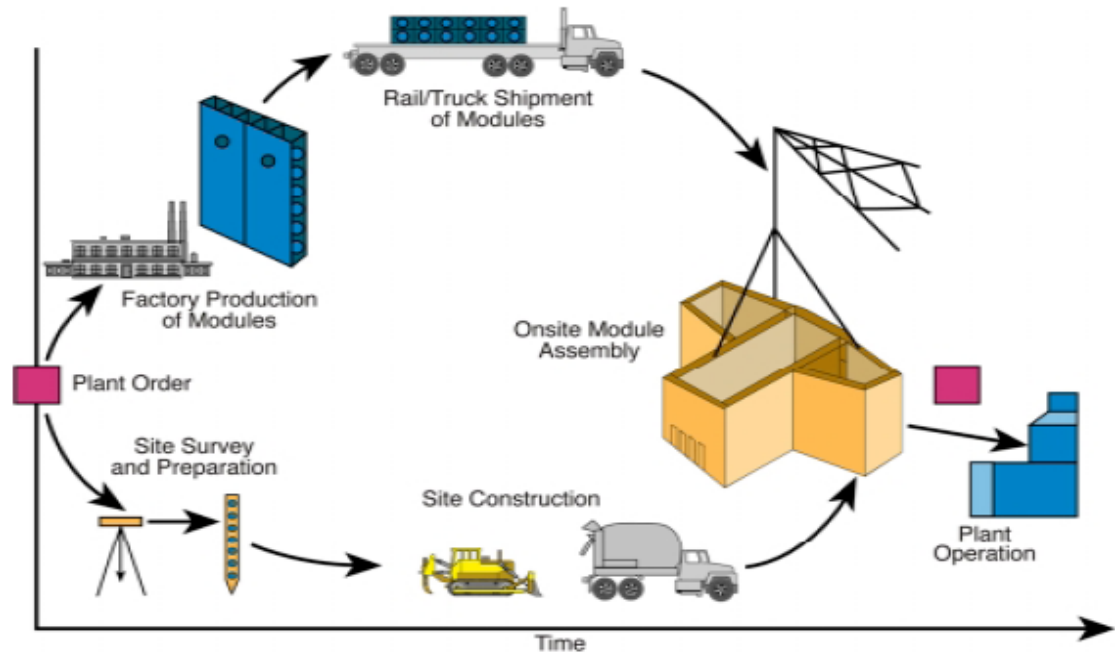 Rail/Truck Shipment
of Modules
Factory Production
of Modules
Onsite Module
Assembly
Plant Order
Site Survey
and Preparation
Site Construction
Plant
Operation
Time